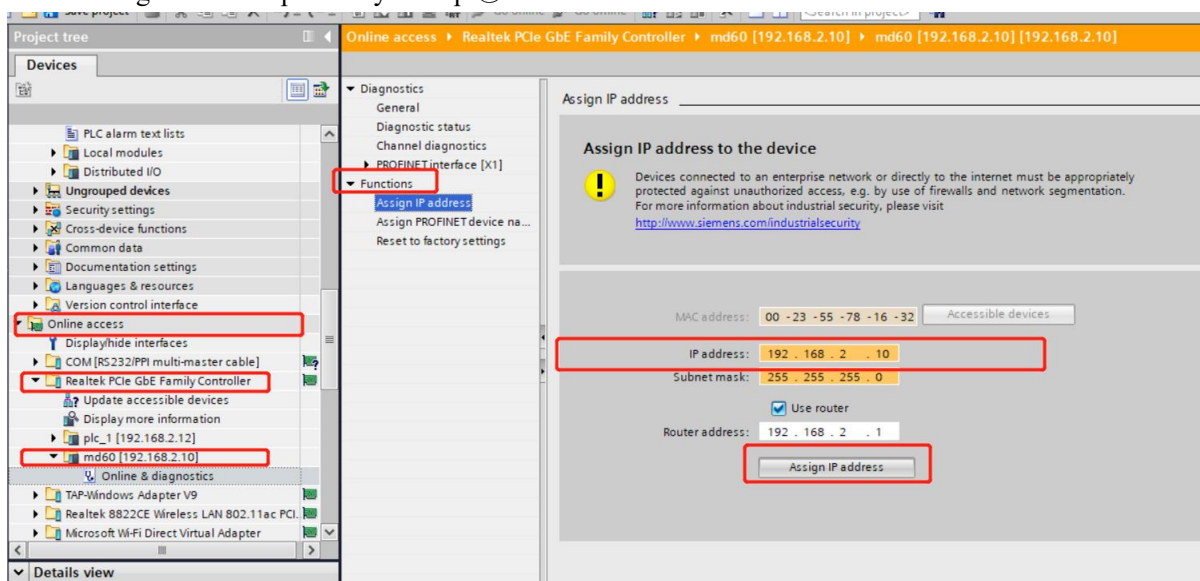 Save project
Search in project>
Project tree
Online access ▸ Realtek PCIe GbE Family Controller ▸ md60 [192.168.2.10] ▸ md60 [192.168.2.10] [192.168.2.10]
Devices
PLC alarm text lists
Local modules
Distributed I/O
Ungrouped devices
Security settings
Cross-device functions
Common data
Documentation settings
Languages & resources
Version control interface
Online access
Display/hide interfaces
COM [RS232/PPI multi-master cable]
Realtek PCIe GbE Family Controller
Update accessible devices
Display more information
plc_1 [192.168.2.12]
md60 [192.168.2.10]
Online & diagnostics
TAP-Windows Adapter V9
Realtek 8822CE Wireless LAN 802.11ac PCI.
Microsoft Wi-Fi Direct Virtual Adapter
Details view
Diagnostics
General
Diagnostic status
Channel diagnostics
PROFINET interface [X1]
Functions
Assign IP address
Assign PROFINET device na...
Reset to factory settings
Assign IP address
Assign IP address to the device
Devices connected to an enterprise network or directly to the internet must be appropriately
protected against unauthorized access, e.g. by use of firewalls and network segmentation.
For more information about industrial security, please visit
http://www.siemens.com/industrialsecurity
MAC address: 00 -23 -55 -78 -16 -32 Accessible devices
IP address: 192 . 168 . 2 . 10
Subnet mask: 255 . 255 . 255 . 0
Use router
Router address: 192 . 168 . 2 . 1
Assign IP address